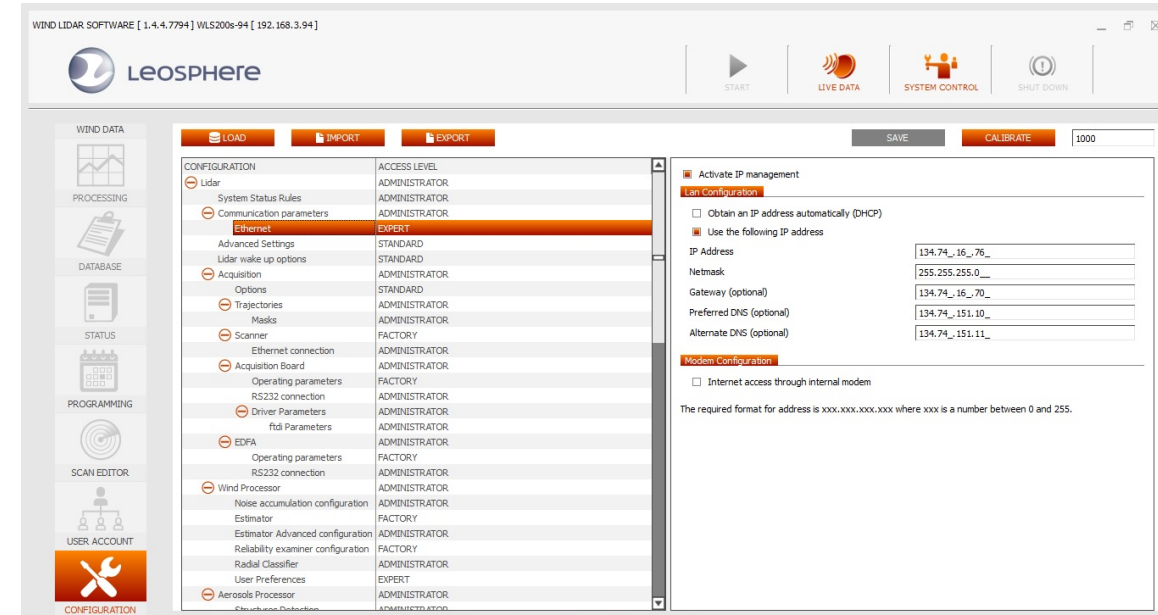 WIND LIDAR SOFTWARE [ 1.4.4.7794 ] WLS200s-94 [ 192.168.3.94 ]
LEOSPHERE
START
LIVE DATA
SYSTEM CONTROL
SHUT DOWN
WIND DATA
PROCESSING
DATABASE
STATUS
PROGRAMMING
SCAN EDITOR
USER ACCOUNT
CONFIGURATION
LOAD IMPORT EXPORT
SAVE CALIBRATE 1000
CONFIGURATION ACCESS LEVEL
Lidar ADMINISTRATOR
System Status Rules ADMINISTRATOR
Communication parameters ADMINISTRATOR
Ethernet EXPERT
Advanced Settings STANDARD
Lidar wake up options STANDARD
Acquisition ADMINISTRATOR
Options STANDARD
Trajectories ADMINISTRATOR
Masks ADMINISTRATOR
Scanner FACTORY
Ethernet connection ADMINISTRATOR
Acquisition Board ADMINISTRATOR
Operating parameters FACTORY
RS232 connection ADMINISTRATOR
Driver Parameters ADMINISTRATOR
ftdi Parameters ADMINISTRATOR
EDFA ADMINISTRATOR
Operating parameters FACTORY
RS232 connection ADMINISTRATOR
Wind Processor ADMINISTRATOR
Noise accumulation configuration ADMINISTRATOR
Estimator FACTORY
Estimator Advanced configuration ADMINISTRATOR
Reliability examiner configuration FACTORY
Radial Classifier ADMINISTRATOR
User Preferences EXPERT
Aerosols Processor ADMINISTRATOR
Structures Detection ADMINISTRATOR
Activate IP management
Lan Configuration
Obtain an IP address automatically (DHCP)
Use the following IP address
IP Address 134.74_.16_.76_
Netmask 255.255.255.0__
Gateway (optional) 134.74_.16_.70_
Preferred DNS (optional) 134.74_.151.10_
Alternate DNS (optional) 134.74_.151.11_
Modem Configuration
Internet access through internal modem
The required format for address is xxx.xxx.xxx.xxx where xxx is a number between 0 and 255.